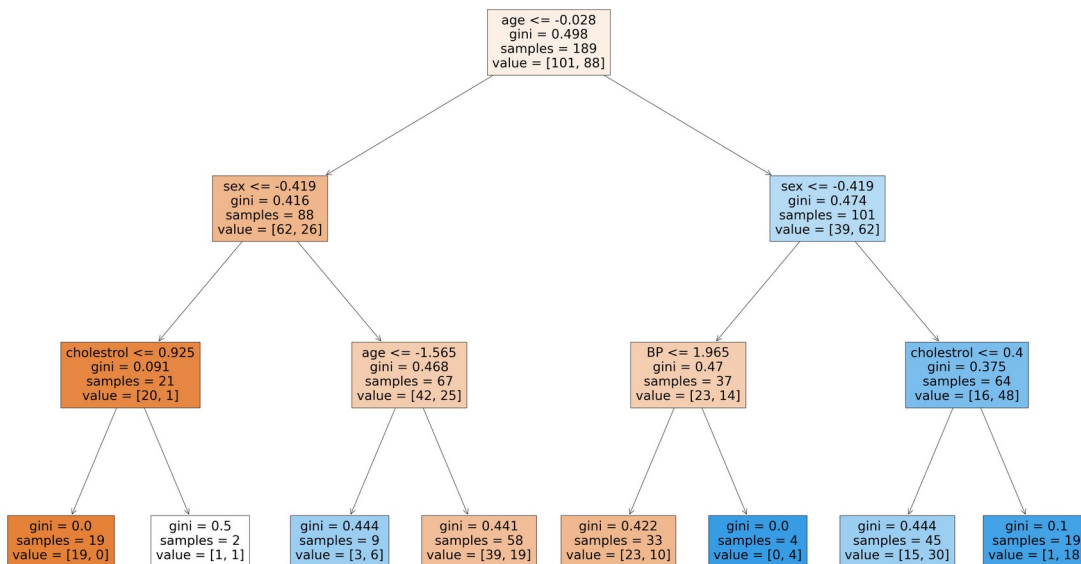 age <= -0.028
gini = 0.498
samples = 189
value = [101, 88]
sex <= -0.419
gini = 0.416
samples = 88
value = [62, 26]
sex <= -0.419
gini = 0.474
samples = 101
value = [39, 62]
cholestrol <= 0.925
gini = 0.091
samples = 21
value = [20, 1]
age <= -1.565
gini = 0.468
samples = 67
value = [42, 25]
BP <= 1.965
gini = 0.47
samples = 37
value = [23, 14]
cholestrol <= 0.4
gini = 0.375
samples = 64
value = [16, 48]
gini = 0.0
samples = 19
value = [19, 0]
gini = 0.5
samples = 2
value = [1, 1]
gini = 0.444
samples = 9
value = [3, 6]
gini = 0.441
samples = 58
value = [39, 19]
gini = 0.422
samples = 33
value = [23, 10]
gini = 0.0
samples = 4
value = [0, 4]
gini = 0.444
samples = 45
value = [15, 30]
gini = 0.1
samples = 19
value = [1, 18]